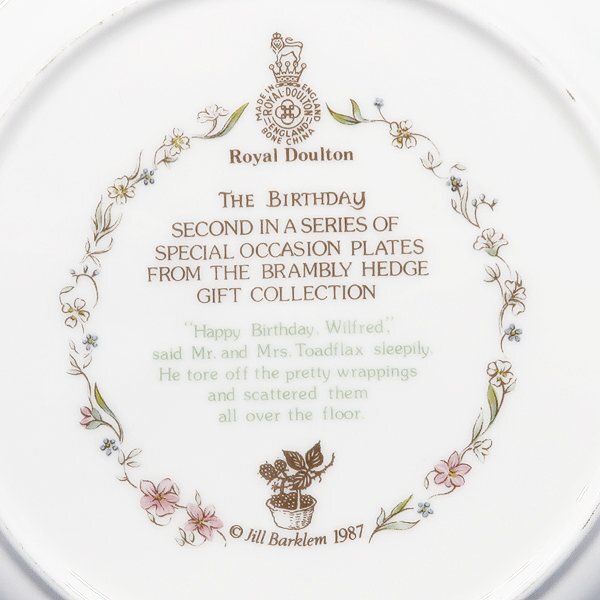 MADE IN ENGLAND
ROYAL·DOULTON
ENGLAND
BONE CHINA
Royal Doulton
THE BIRTHDAY
SECOND IN A SERIES OF
SPECIAL OCCASION PLATES
FROM THE BRAMBLY HEDGE
GIFT COLLECTION
"Happy Birthday, Wilfred,"
said Mr. and Mrs. Toadflax sleepily.
He tore off the pretty wrappings
and scattered them
all over the floor.
© Jill Barklem 1987